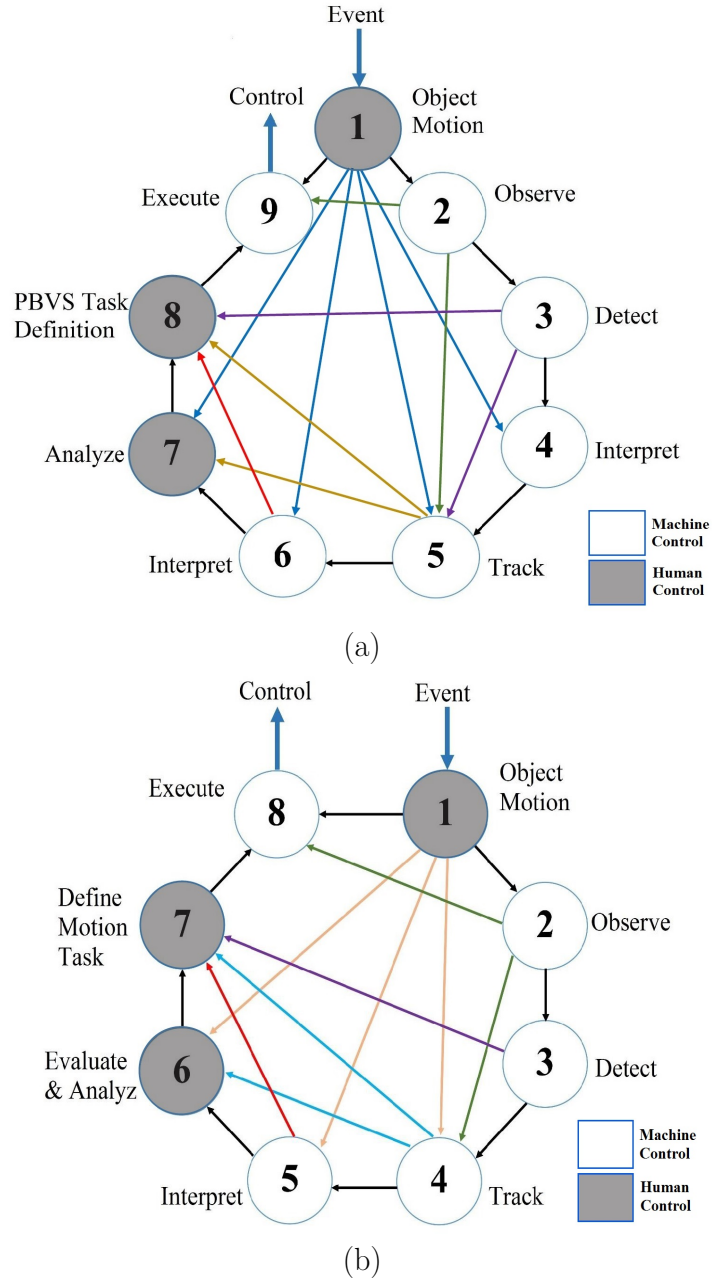 Event
Control
1
Object
Motion
Execute
9
2
Observe
PBVS Task
Definition
8
3
Detect
Analyze
7
4
Interpret
Interpret
6
5
Track
Machine
Control
Human
Control
(a)
Control
Event
Execute
8
1
Object
Motion
Define
Motion
Task
7
2
Observe
Evaluate
& Analyz
6
3
Detect
Interpret
5
4
Track
Machine
Control
Human
Control
(b)